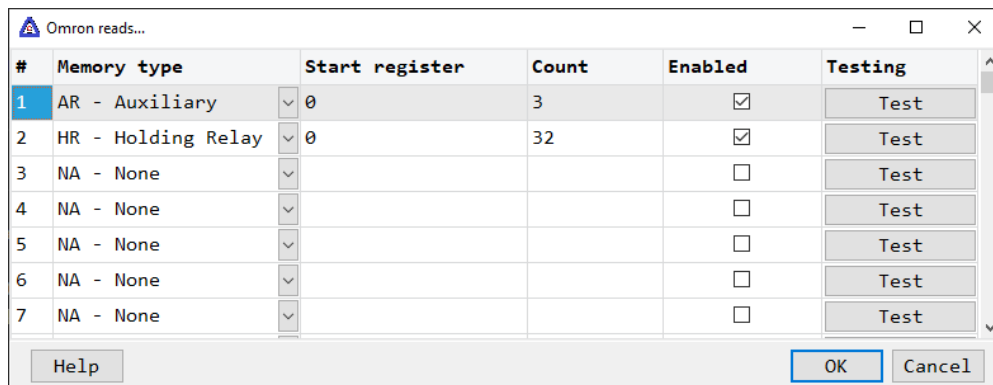 Omron reads...
# Memory type Start register Count Enabled Testing
1 AR - Auxiliary 0 3 Test
2 HR - Holding Relay 0 32 Test
3 NA - None Test
4 NA - None Test
5 NA - None Test
6 NA - None Test
7 NA - None Test
Help OK Cancel